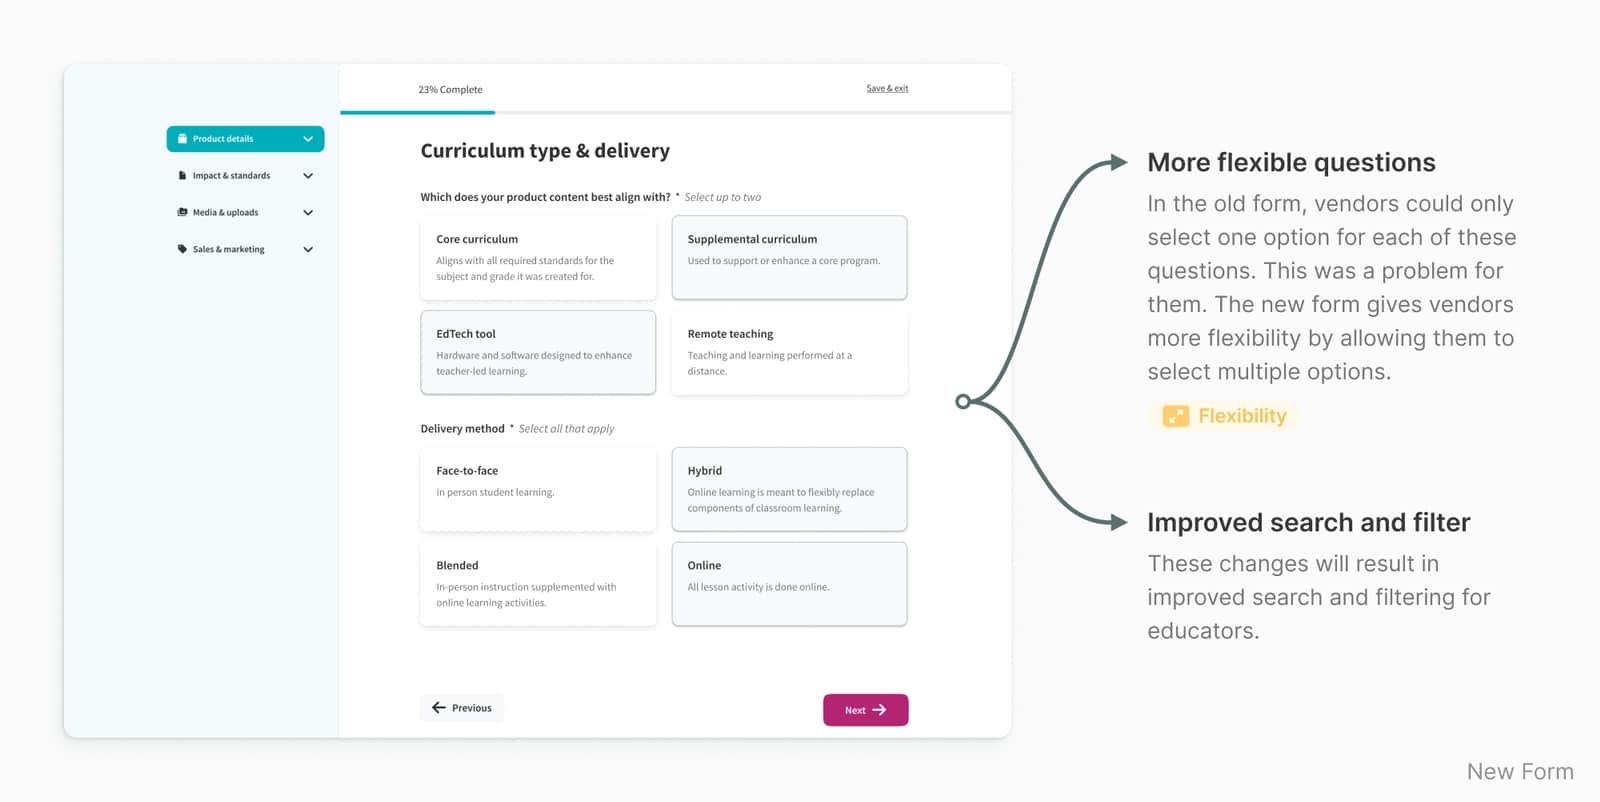 23% Complete
Save & exit
Product details
Impact & standards
Media & uploads
Sales & marketing
Curriculum type & delivery
Which does your product content best align with? * Select up to two
Core curriculum
Aligns with all required standards for the
subject and grade it was created for.
Supplemental curriculum
Used to support or enhance a core program.
EdTech tool
Hardware and software designed to enhance
teacher-led learning.
Remote teaching
Teaching and learning performed at a
distance.
Delivery method * Select all that apply
Face-to-face
In person student learning.
Hybrid
Online learning is meant to flexibly replace
components of classroom learning.
Blended
In-person instruction supplemented with
online learning activities.
Online
All lesson activity is done online.
Previous
Next
More flexible questions
In the old form, vendors could only
select one option for each of these
questions. This was a problem for
them. The new form gives vendors
more flexibility by allowing them to
select multiple options.
Flexibility
Improved search and filter
These changes will result in
improved search and filtering for
educators.
New Form